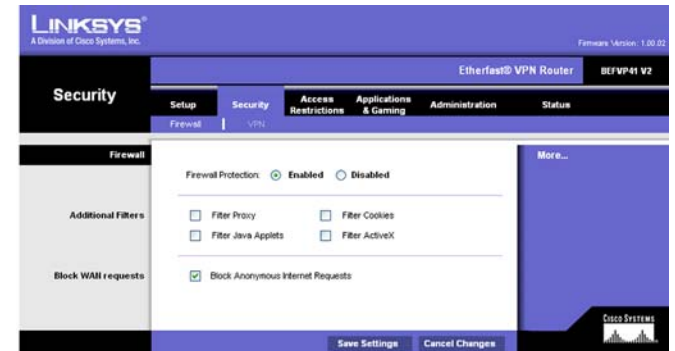 LINKSYS®
A Division of Cisco Systems, Inc.
Firmware Version: 1.00.02
Etherfast® VPN Router BEFVP41 V2
Security
Setup Security Access Restrictions Applications & Gaming Administration Status
Firewall VPN
Firewall
More...
Firewall Protection: Enabled Disabled
Additional Filters
Filter Proxy Filter Cookies
Filter Java Applets Filter ActiveX
Block WAN requests
Block Anonymous Internet Requests
CISCO SYSTEMS
Save Settings Cancel Changes